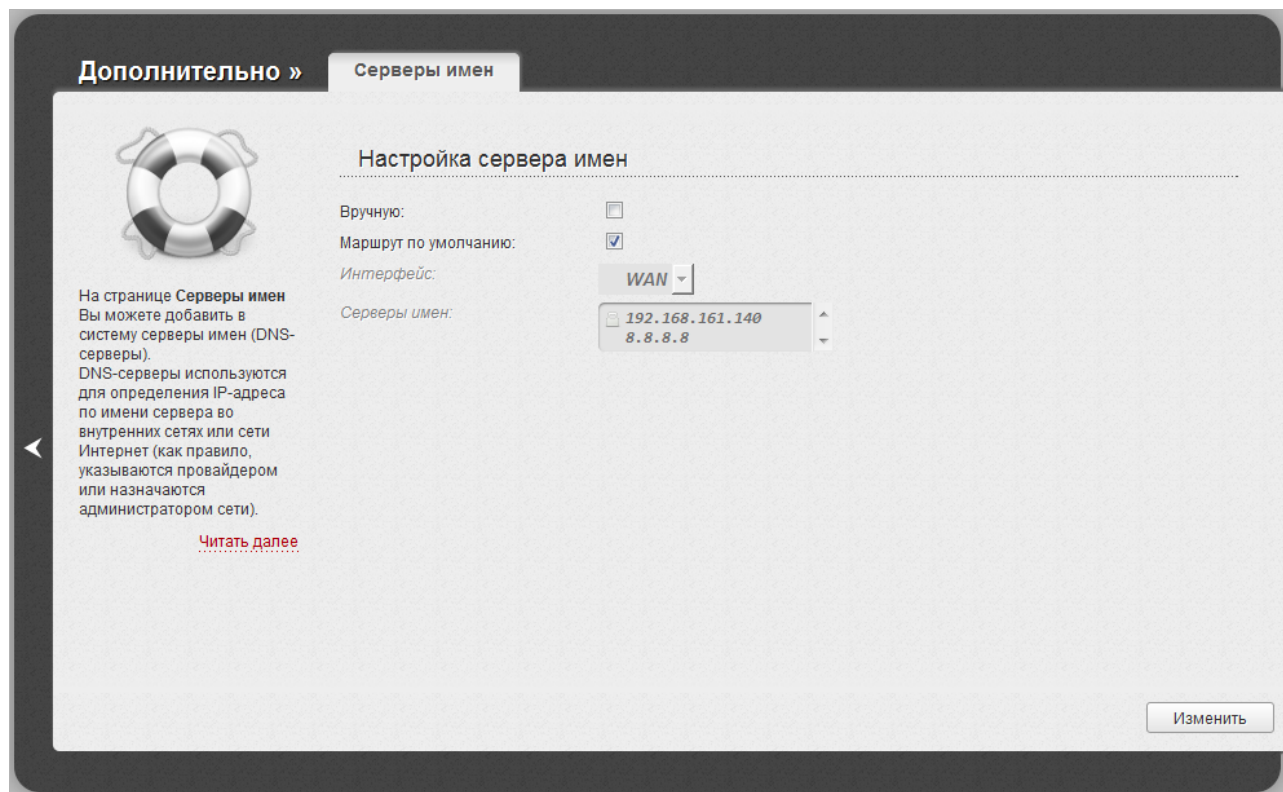 Дополнительно »
Серверы имен
На странице Серверы имен
Вы можете добавить в
систему серверы имен (DNS-
серверы).
DNS-серверы используются
для определения IP-адреса
по имени сервера во
внутренних сетях или сети
Интернет (как правило,
указываются провайдером
или назначаются
администратором сети).
Читать далее
Настройка сервера имен
Вручную:
Маршрут по умолчанию:
Интерфейс:
WAN
Серверы имен:
192.168.161.140
8.8.8.8
Изменить